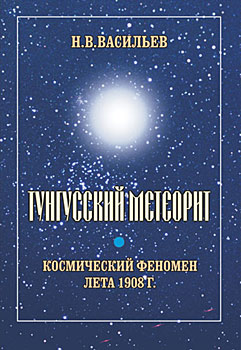 Н.В.ВАСИЛЬЕВ
ТУНГУССКИЙ МЕТЕОРИТ
КОСМИЧЕСКИЙ ФЕНОМЕН
ЛЕТА 1908 Г.